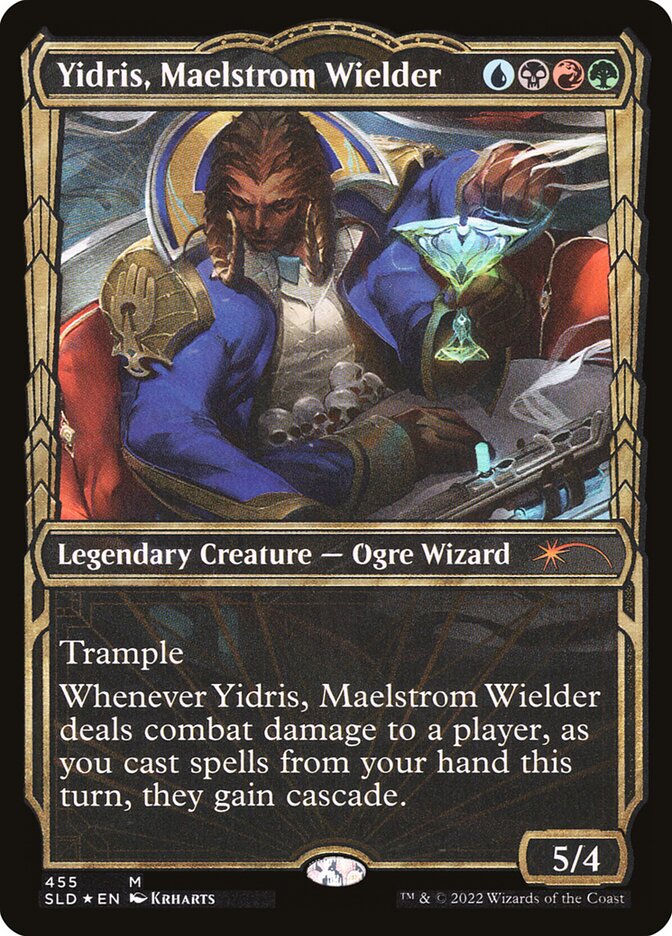 Yidris, Maelstrom Wielder
Legendary Creature — Ogre Wizard
Trample
Whenever Yidris, Maelstrom Wielder
deals combat damage to a player, as
you cast spells from your hand this
turn, they gain cascade.
5/4
455 M
SLD ★ EN Krharts
™ & © 2022 Wizards of the Coast